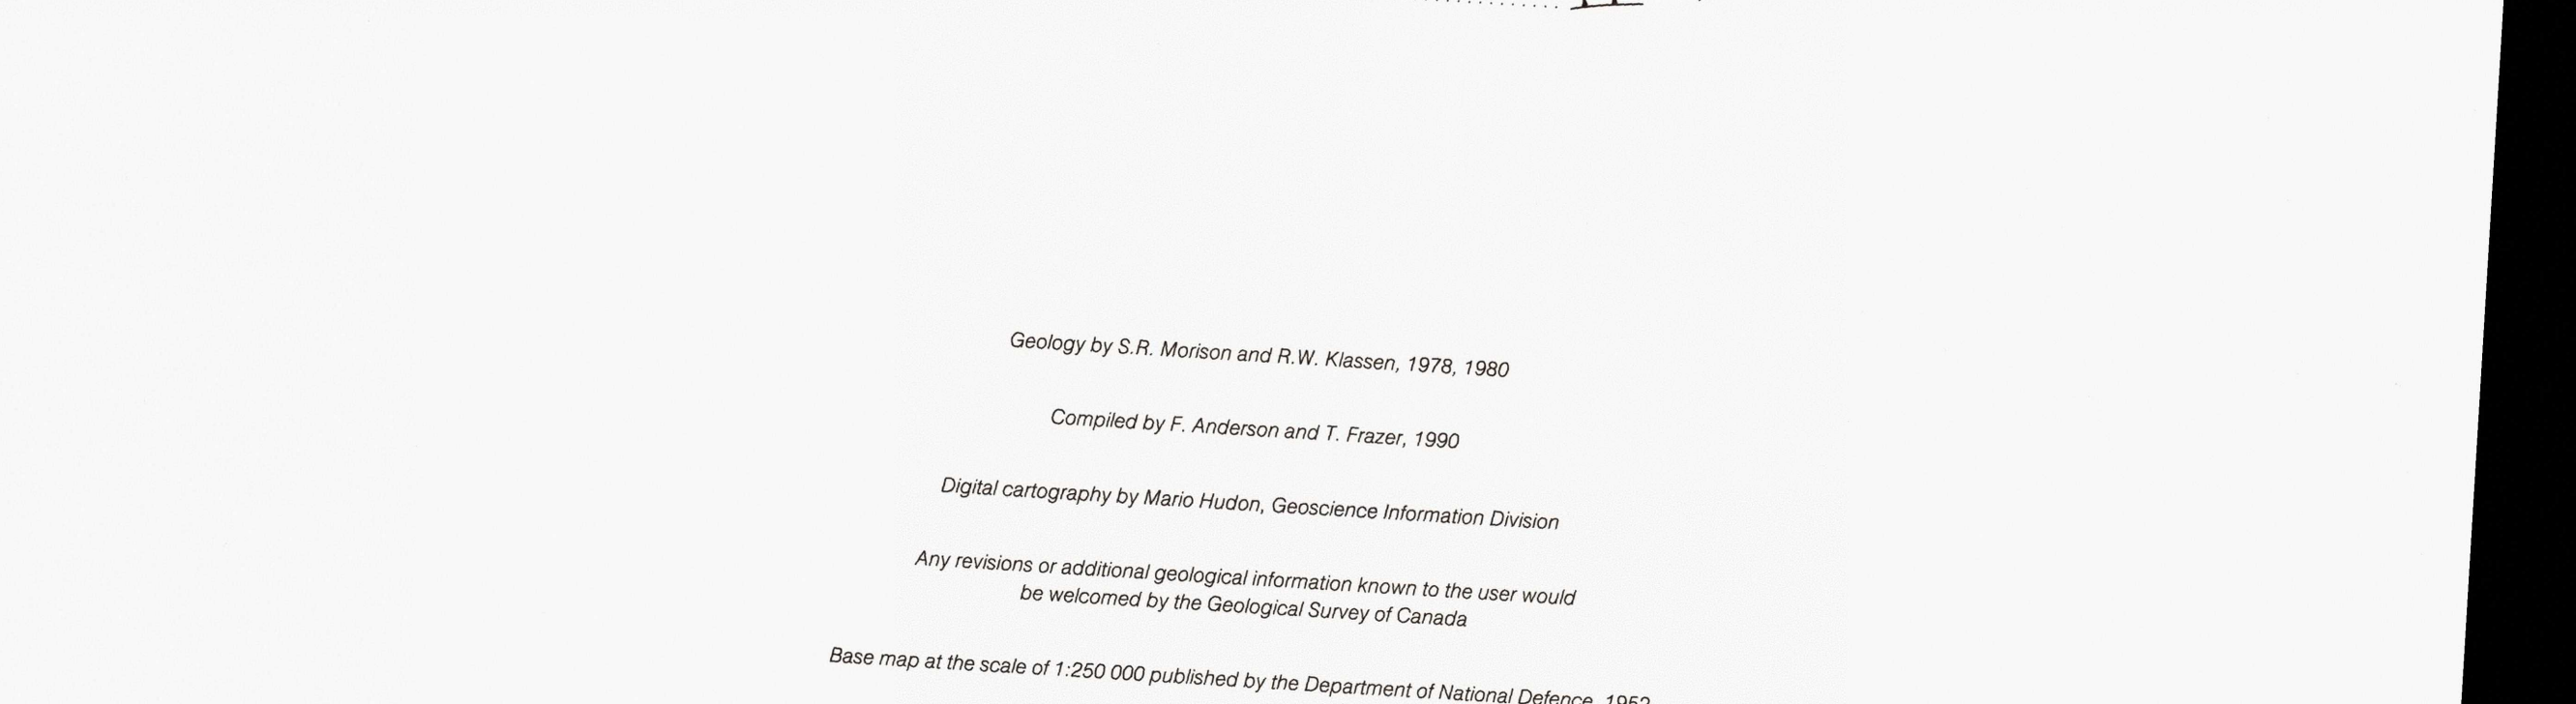 Geology by S.R. Morison and R.W. Klassen, 1978, 1980
Compiled by F. Anderson and T. Frazer, 1990
Digital cartography by Mario Hudon, Geoscience Information Division
Any revisions or additional geological information known to the user would
be welcomed by the Geological Survey of Canada
Base map at the scale of 1:250 000 published by the Department of National Defence,